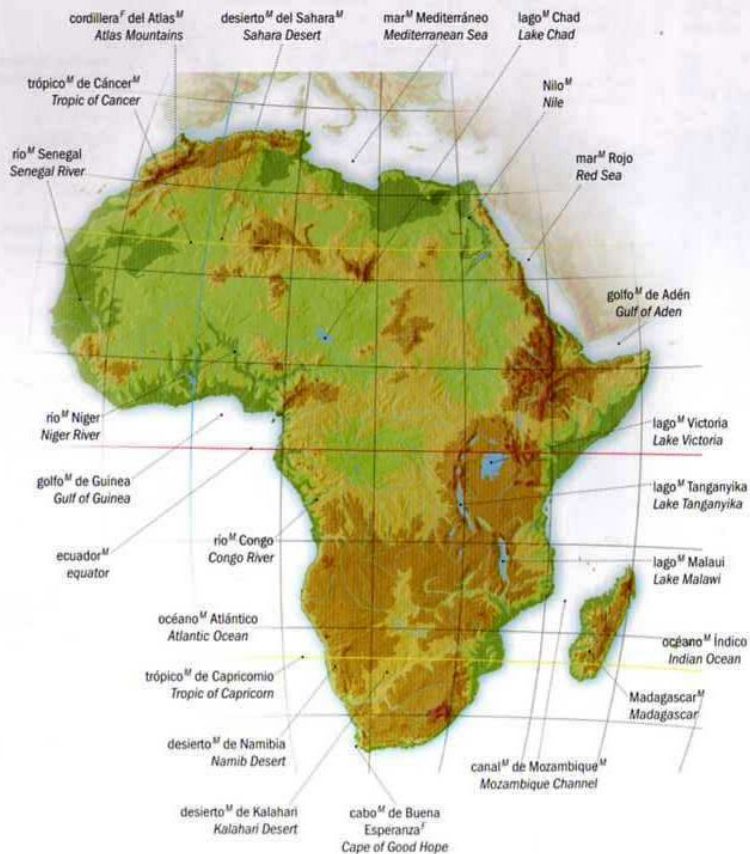 cordillera^F del Atlas^M
Atlas Mountains
desierto^M del Sahara^M
Sahara Desert
mar^M Mediterráneo
Mediterranean Sea
lago^M Chad
Lake Chad
trópico^M de Cáncer^M
Tropic of Cancer
Nilo^M
Nile
río^M Senegal
Senegal River
mar^M Rojo
Red Sea
golfo^M de Adén
Gulf of Aden
río^M Niger
Niger River
lago^M Victoria
Lake Victoria
golfo^M de Guinea
Gulf of Guinea
lago^M Tanganyika
Lake Tanganyika
río^M Congo
Congo River
ecuador^M
equator
lago^M Malaui
Lake Malawi
océano^M Atlántico
Atlantic Ocean
océano^M Índico
Indian Ocean
trópico^M de Capricornio
Tropic of Capricorn
Madagascar^M
Madagascar
desierto^M de Namibia
Namib Desert
canal^M de Mozambique^M
Mozambique Channel
desierto^M de Kalahari
Kalahari Desert
cabo^M de Buena
Esperanza^F
Cape of Good Hope